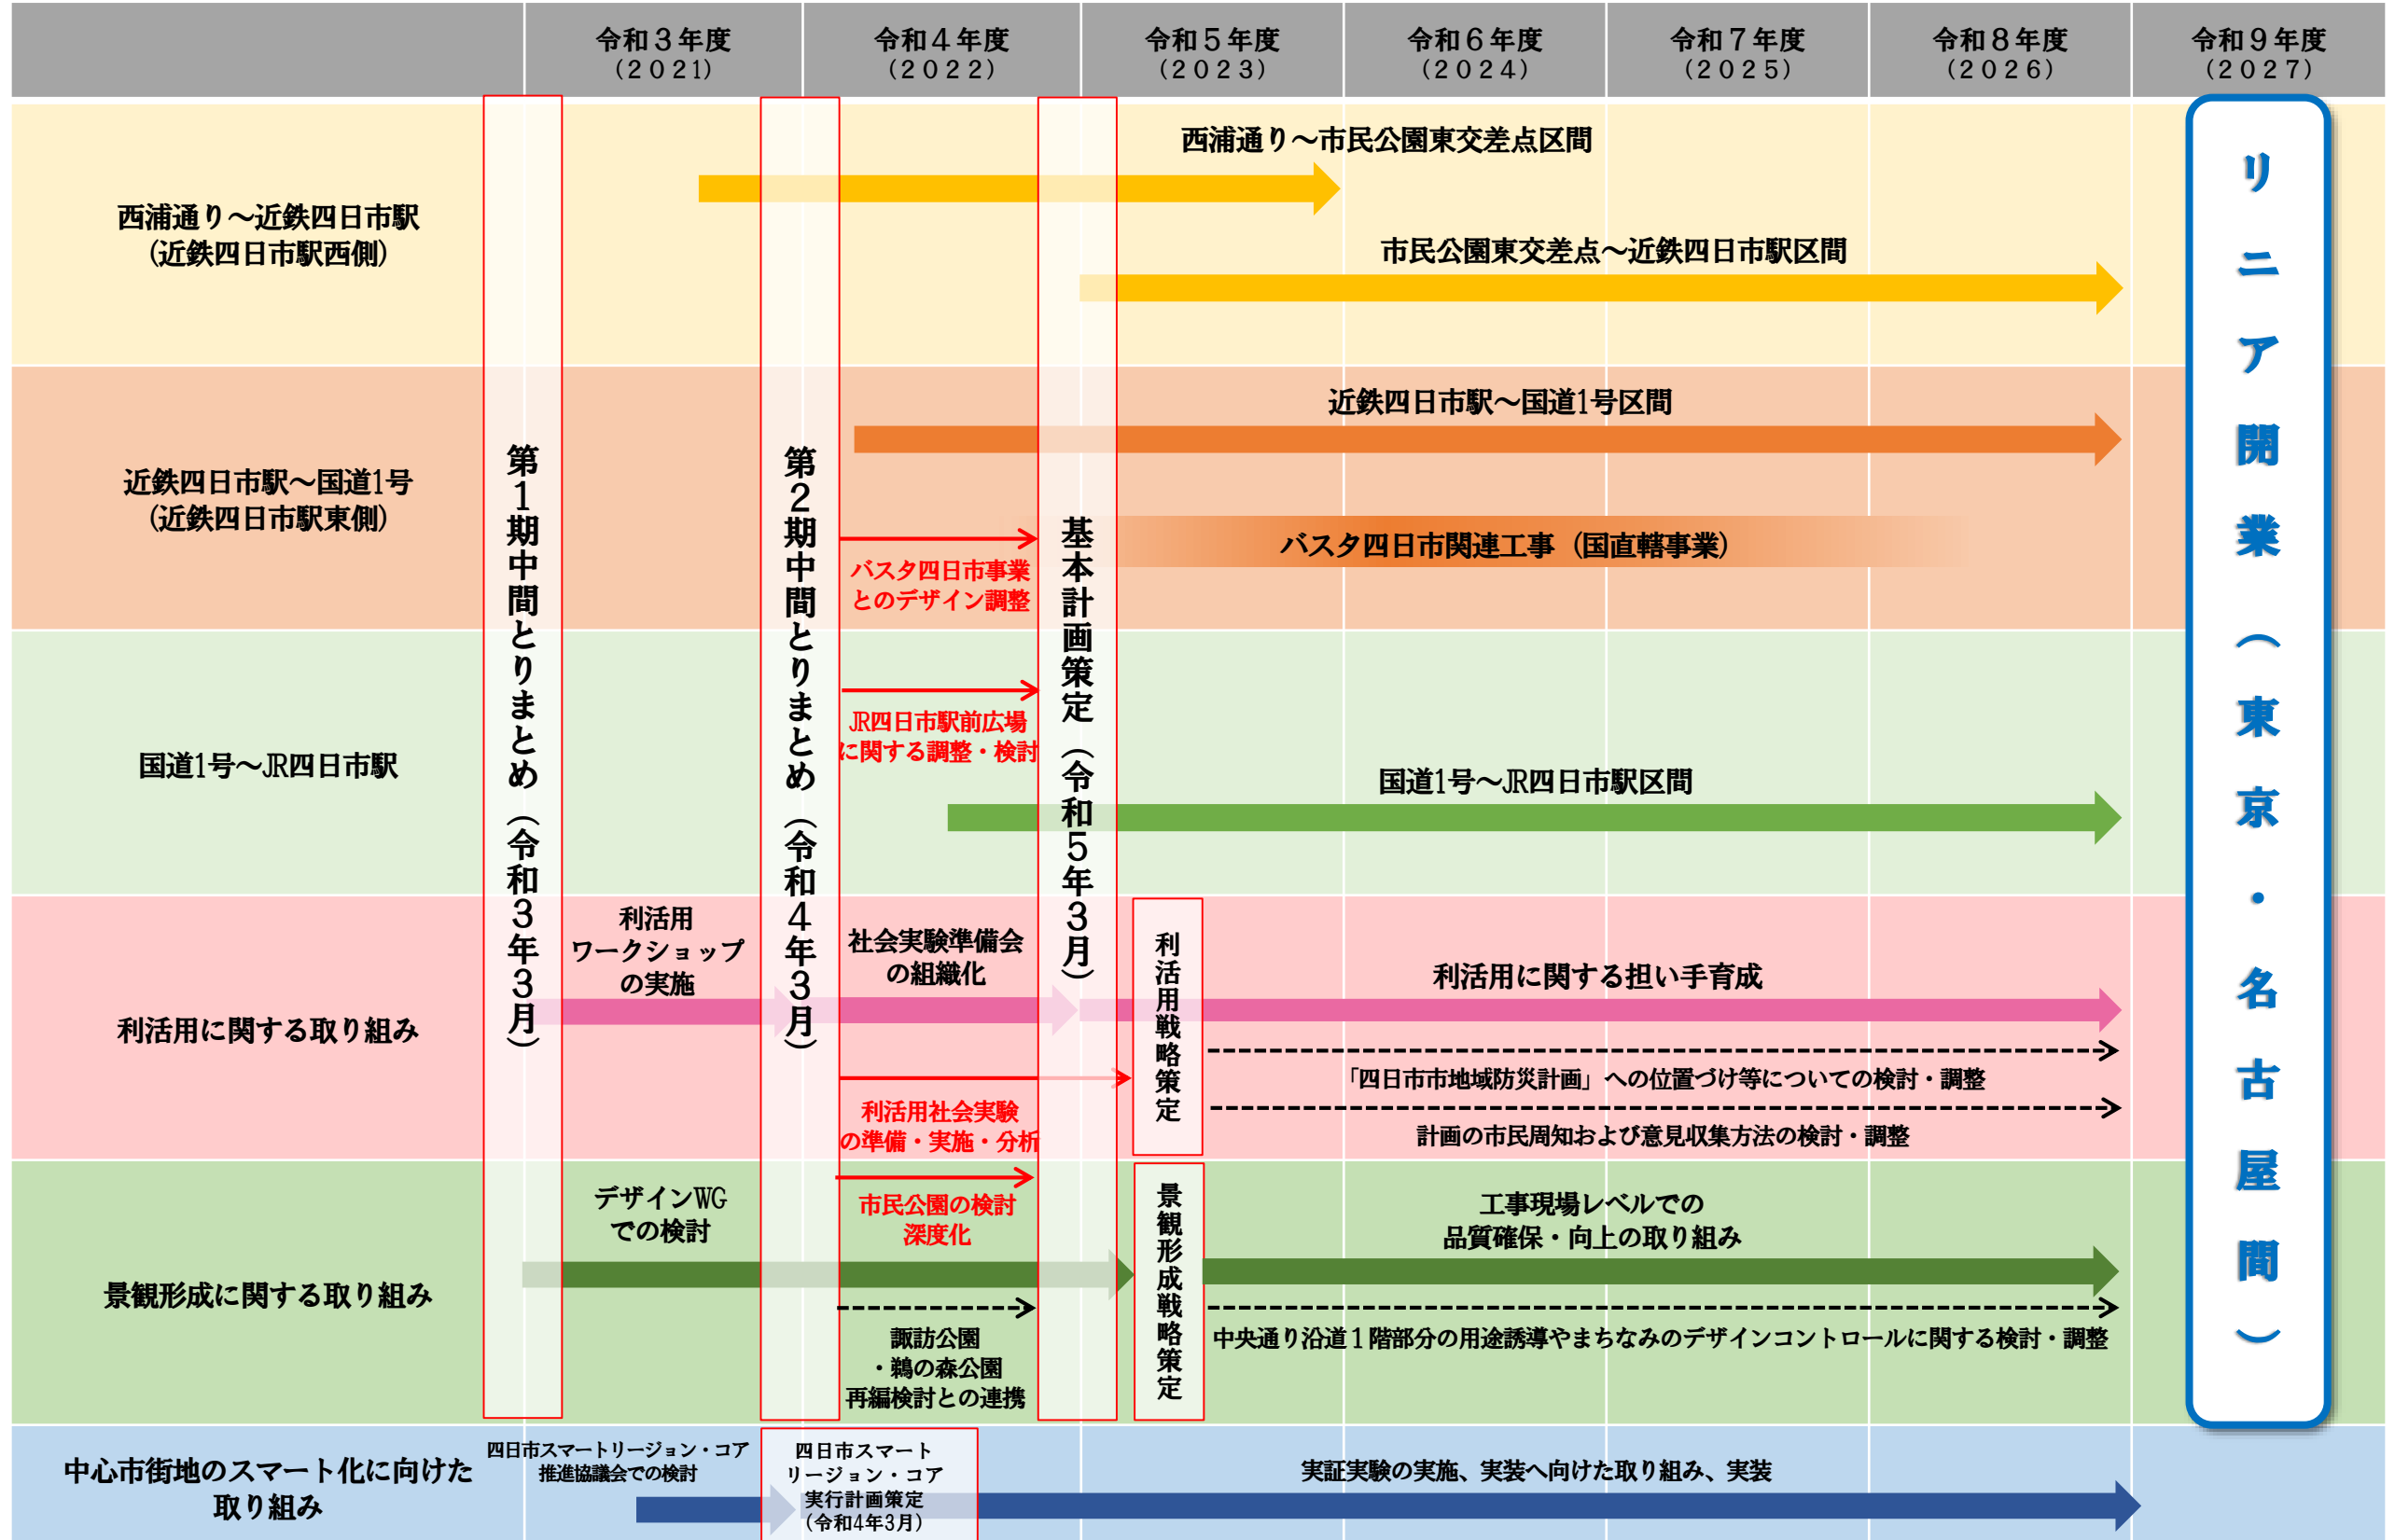 令和３年度
（２０２１）
令和４年度
（２０２２）
令和５年度
（２０２３）
令和６年度
（２０２４）
令和７年度
（２０２５）
令和８年度
（２０２６）
令和９年度
（２０２７）
第１期中間とりまとめ（令和３年３月）
第２期中間とりまとめ（令和４年３月）
基本計画策定（令和５年３月）
リニア開業（東京・名古屋間）
西浦通り～近鉄四日市駅
(近鉄四日市駅西側)
西浦通り～市民公園東交差点区間
市民公園東交差点～近鉄四日市駅区間
近鉄四日市駅～国道1号
(近鉄四日市駅東側)
近鉄四日市駅～国道1号区間
バスタ四日市事業
とのデザイン調整
バスタ四日市関連工事（国直轄事業）
国道1号～JR四日市駅
JR四日市駅前広場
に関する調整・検討
国道1号～JR四日市駅区間
利活用に関する取り組み
利活用
ワークショップ
の実施
社会実験準備会
の組織化
利活用社会実験
の準備・実施・分析
利活用戦略策定
利活用に関する担い手育成
「四日市市地域防災計画」への位置づけ等についての検討・調整
計画の市民周知および意見収集方法の検討・調整
景観形成に関する取り組み
デザインWG
での検討
市民公園の検討
深度化
諏訪公園
・鵜の森公園
再編検討との連携
景観形成戦略策定
工事現場レベルでの
品質確保・向上の取り組み
中央通り沿道１階部分の用途誘導やまちなみのデザインコントロールに関する検討・調整
中心市街地のスマート化に向けた
取り組み
四日市スマートリージョン・コア
推進協議会での検討
四日市スマート
リージョン・コア
実行計画策定
（令和4年3月）
実証実験の実施、実装へ向けた取り組み、実装